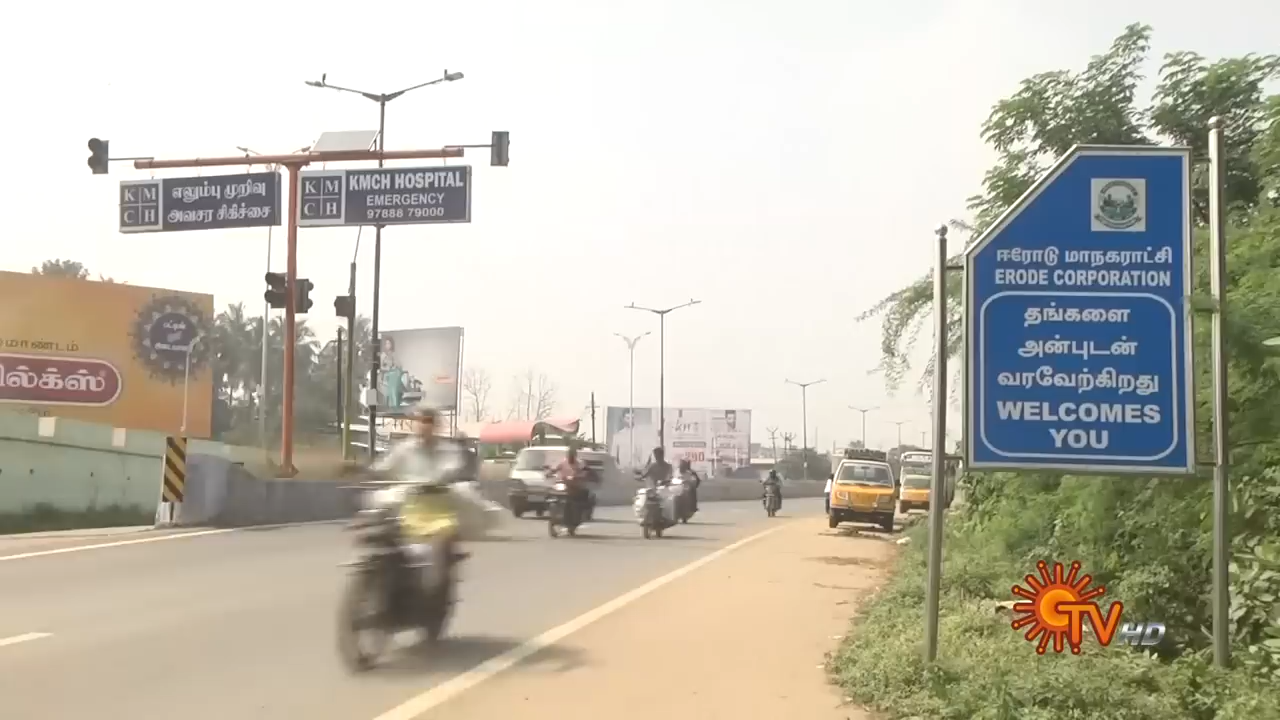 K M
C H
எலும்பு முறிவு
அவசர சிகிச்சை
K M
C H
KMCH HOSPITAL
EMERGENCY
97888 79000
ஈரோடு மாநகராட்சி
ERODE CORPORATION
தங்களை
அன்புடன்
வரவேற்கிறது
WELCOMES
YOU
மாண்டம்
ில்க்ஸ்
TV HD